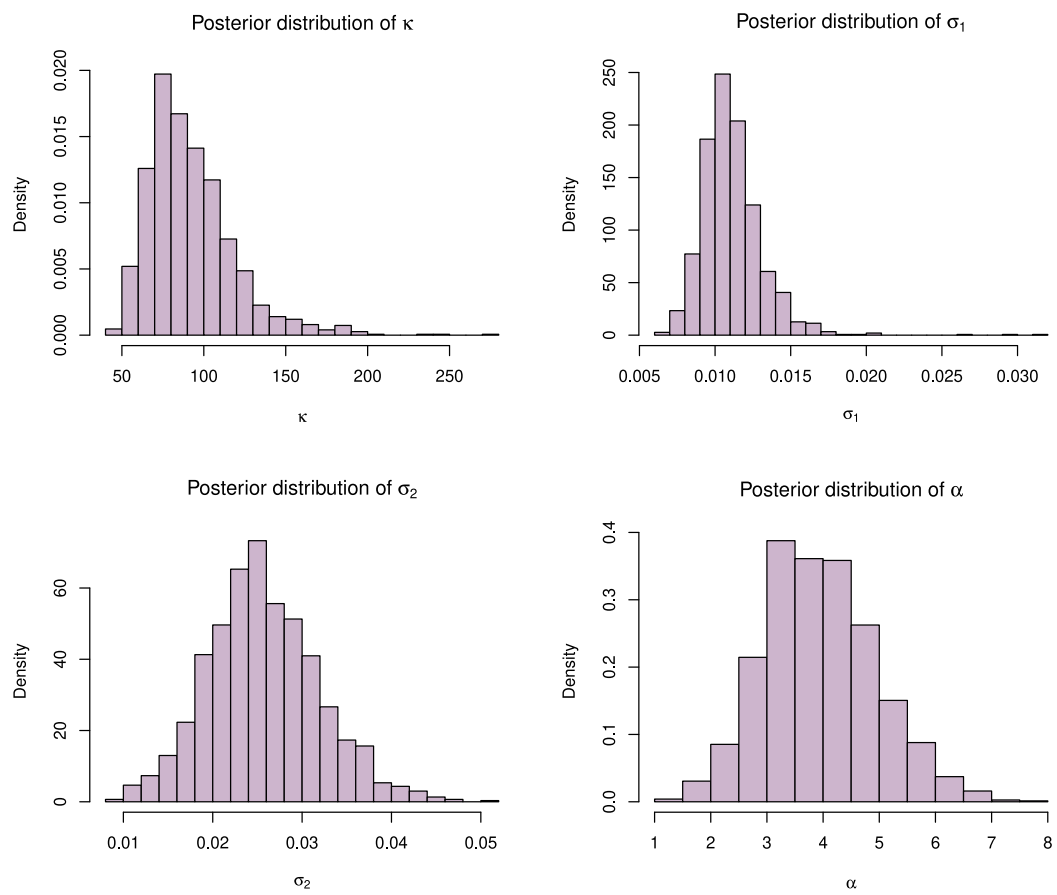 Posterior distribution of κ
Density
0.000 0.005 0.010 0.015 0.020
50 100 150 200 250
κ
Posterior distribution of σ₁
Density
0 50 100 150 200 250
0.005 0.010 0.015 0.020 0.025 0.030
σ₁
Posterior distribution of σ₂
Density
0 20 40 60
0.01 0.02 0.03 0.04 0.05
σ₂
Posterior distribution of α
Density
0.0 0.1 0.2 0.3 0.4
1 2 3 4 5 6 7 8
α